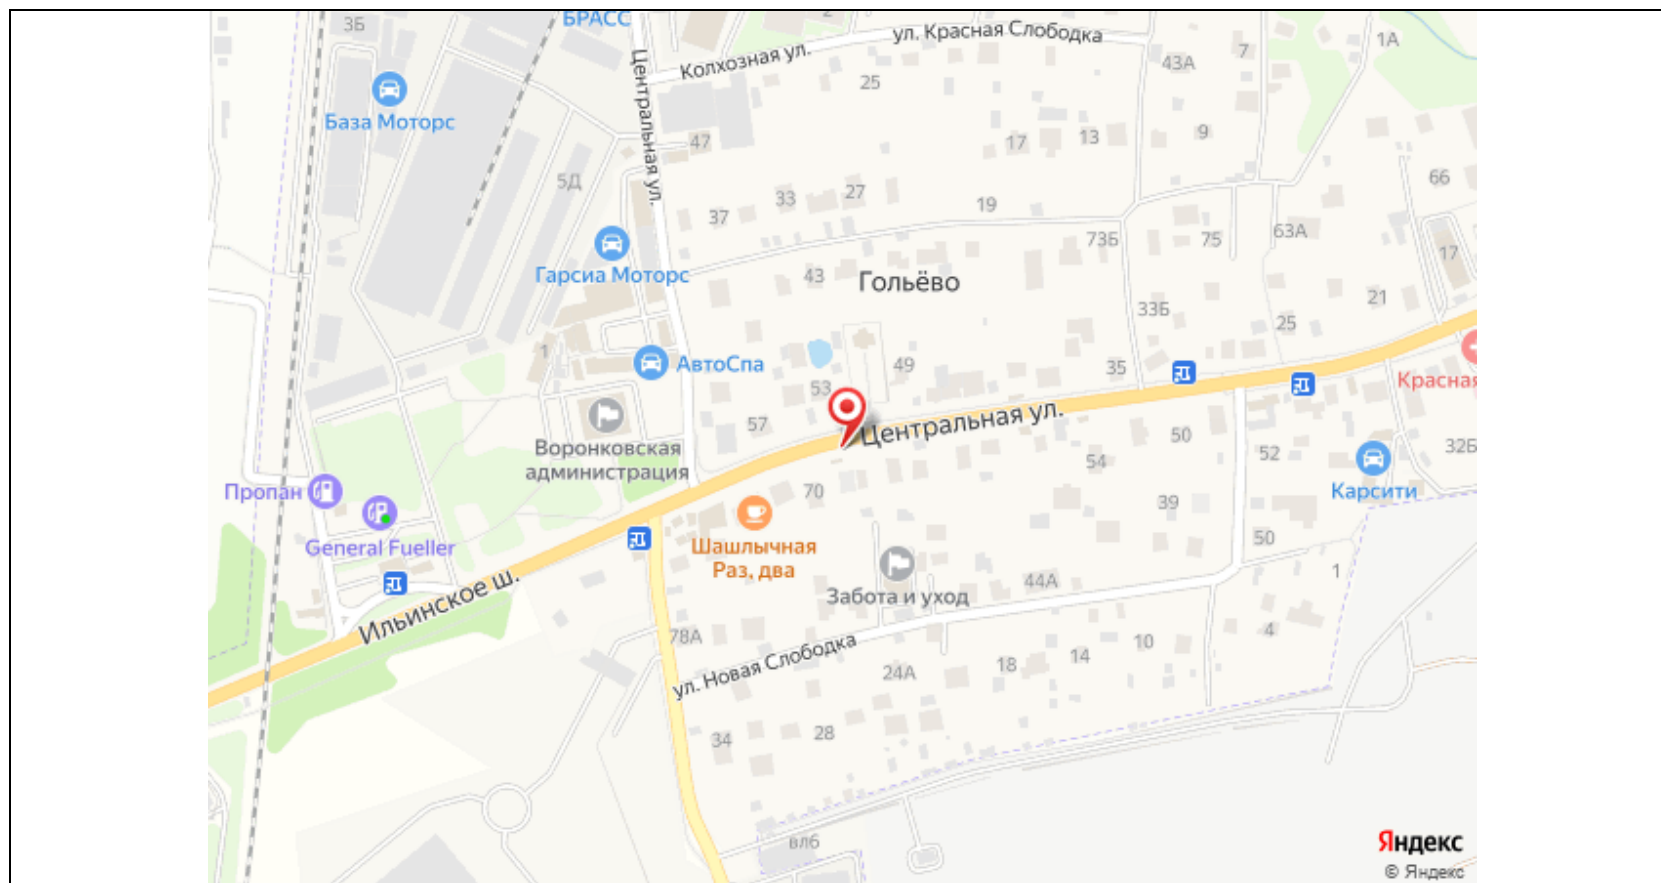 БРАСС
3Б
2
ул. Красная Слободка
1А
Колхозная ул.
7
43А
25
Центральная ул.
База Моторс
47
17
13
9
5Д
66
33
27
19
37
73Б
75
63А
17
Гарсиа Моторс
43
Гольёво
21
33Б
25
1
АвтоСпа
49
35
Красная
53
57
Центральная ул.
50
Воронковская
администрация
54
52
32Б
Пропан
70
Карсити
39
General Fueller
Шашлычная
Раз, два
50
Ильинское ш.
Забота и уход
44А
1
78А
4
10
14
18
ул. Новая Слободка
24А
34
28
вл6
Яндекс
© Яндекс